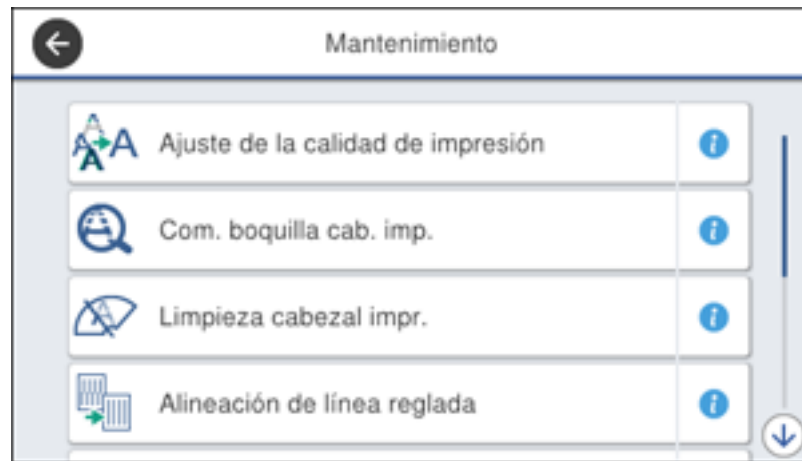 Mantenimiento
Ajuste de la calidad de impresión
Com. boquilla cab. imp.
Limpieza cabezal impr.
Alineación de línea reglada